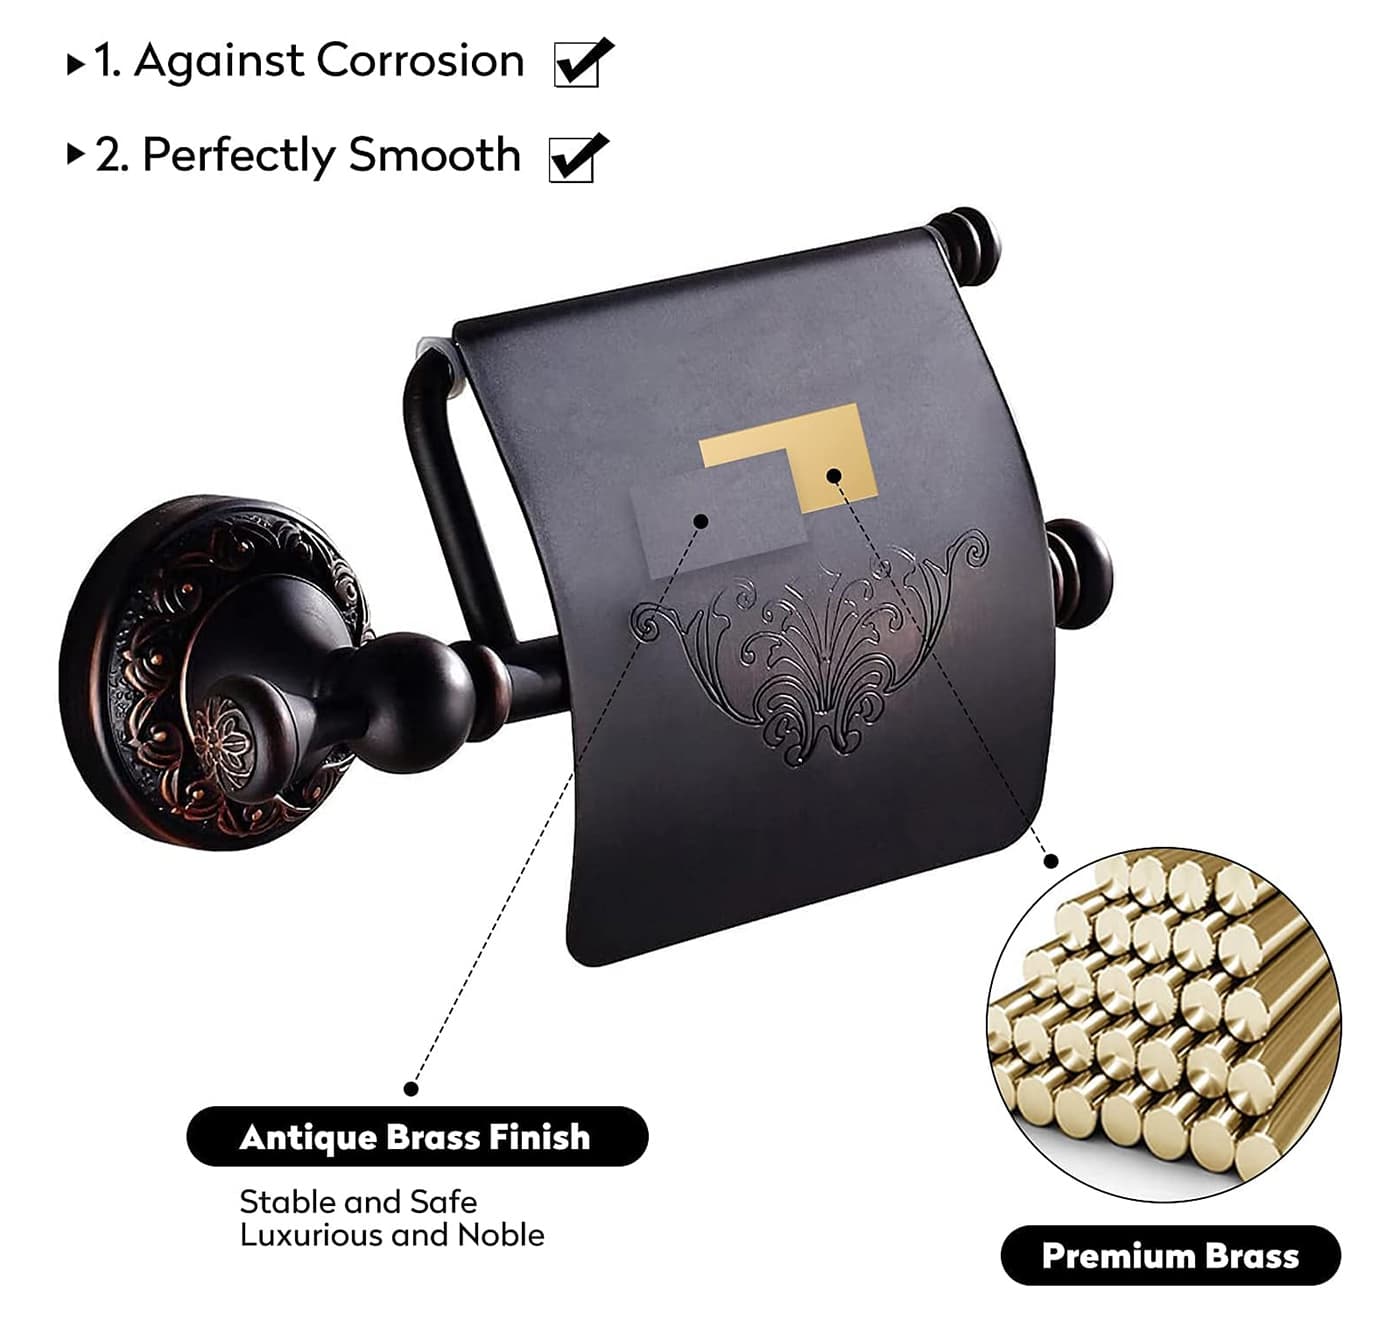 1. Against Corrosion
2. Perfectly Smooth
Antique Brass Finish
Stable and Safe
Luxurious and Noble
Premium Brass